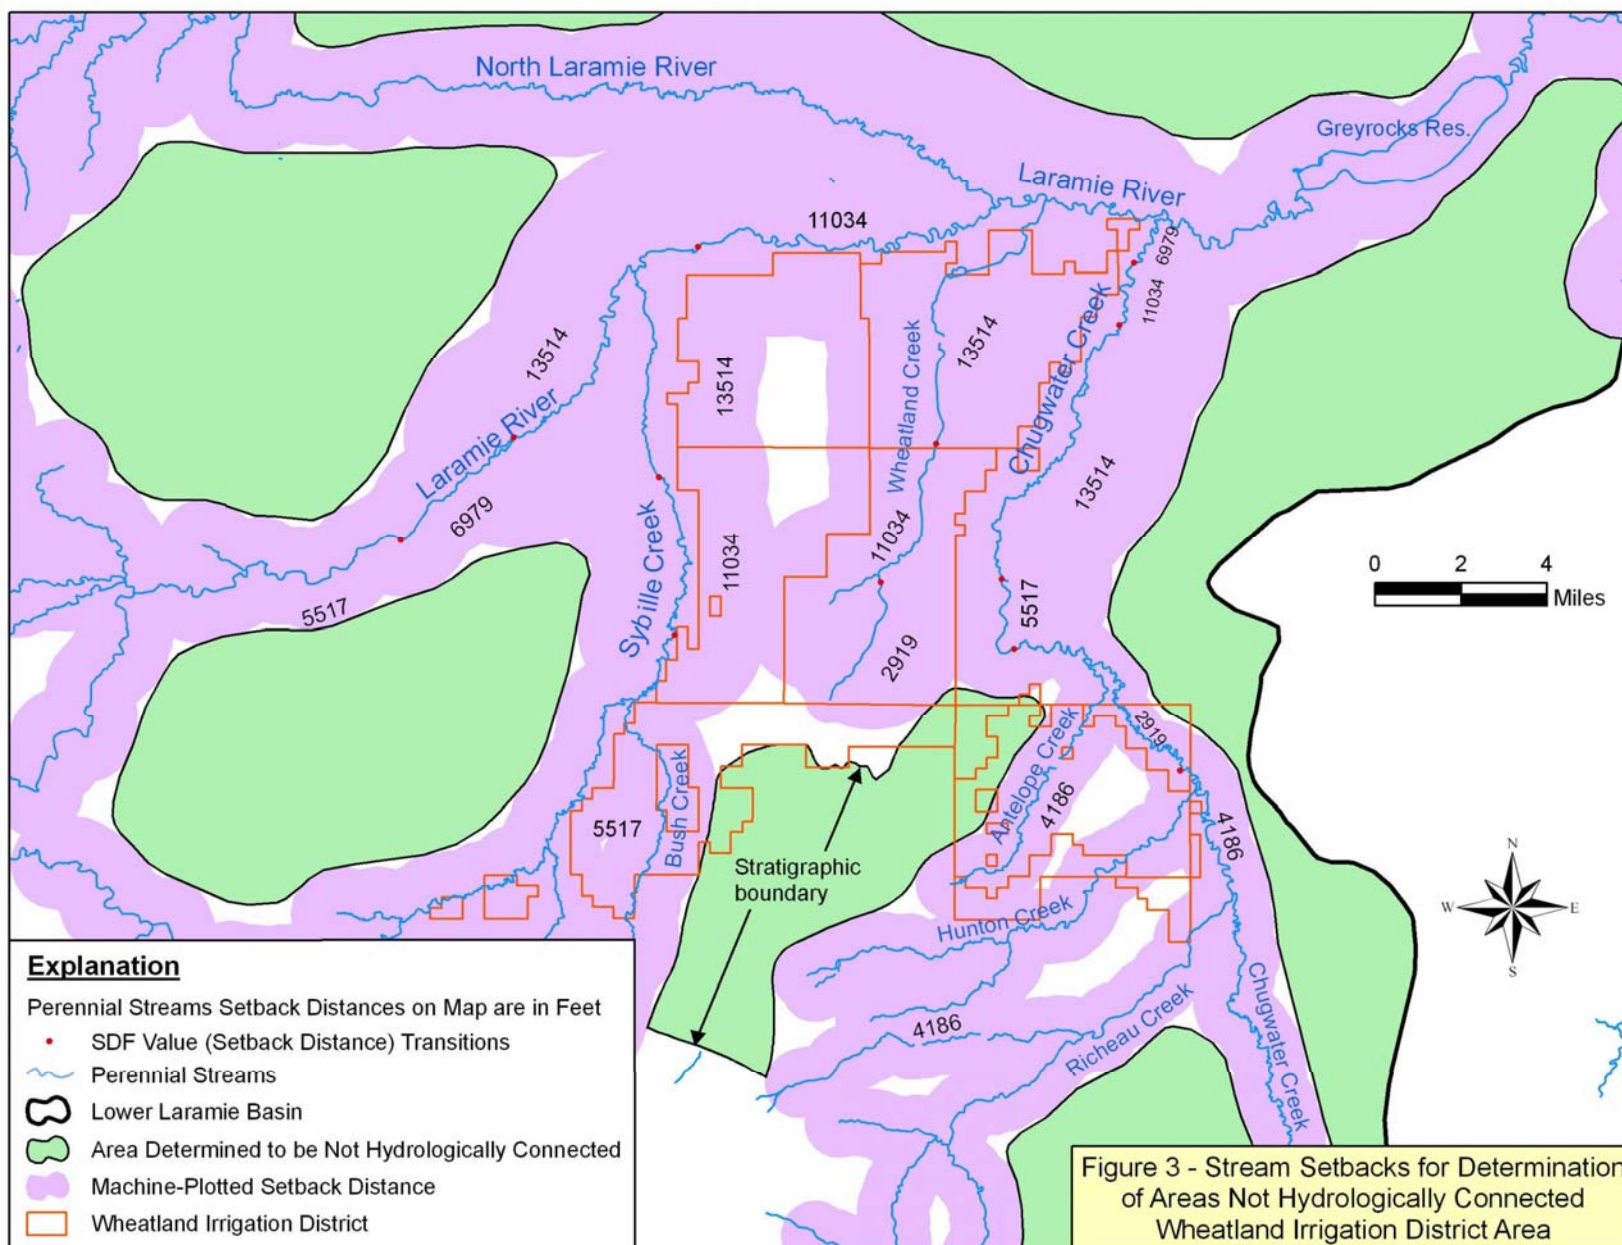 North Laramie River
Greyrocks Res.
Laramie River
11034
6979
11034
13514
13514
13514
Wheatland Creek
Chugwater Creek
Laramie River
6979
13514
11034
11034
Sybille Creek
5517
5517
2919
0 2 4
Miles
2919
Antelope Creek
4186
Bush Creek
5517
4186
Stratigraphic
boundary
Hunton Creek
N
W E
S
4186
Richeau Creek
Chugwater Creek
Explanation
Perennial Streams Setback Distances on Map are in Feet
SDF Value (Setback Distance) Transitions
Perennial Streams
Lower Laramie Basin
Area Determined to be Not Hydrologically Connected
Machine-Plotted Setback Distance
Wheatland Irrigation District
Figure 3 - Stream Setbacks for Determination
of Areas Not Hydrologically Connected
Wheatland Irrigation District Area